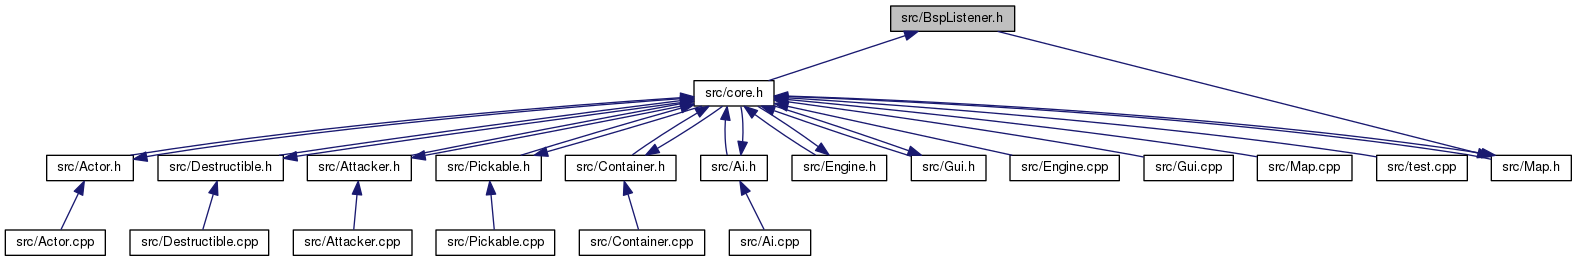 src/BspListener.h
src/core.h
src/Actor.h
src/Destructible.h
src/Attacker.h
src/Pickable.h
src/Container.h
src/Ai.h
src/Engine.h
src/Gui.h
src/Engine.cpp
src/Gui.cpp
src/Map.cpp
src/test.cpp
src/Map.h
src/Actor.cpp
src/Destructible.cpp
src/Attacker.cpp
src/Pickable.cpp
src/Container.cpp
src/Ai.cpp